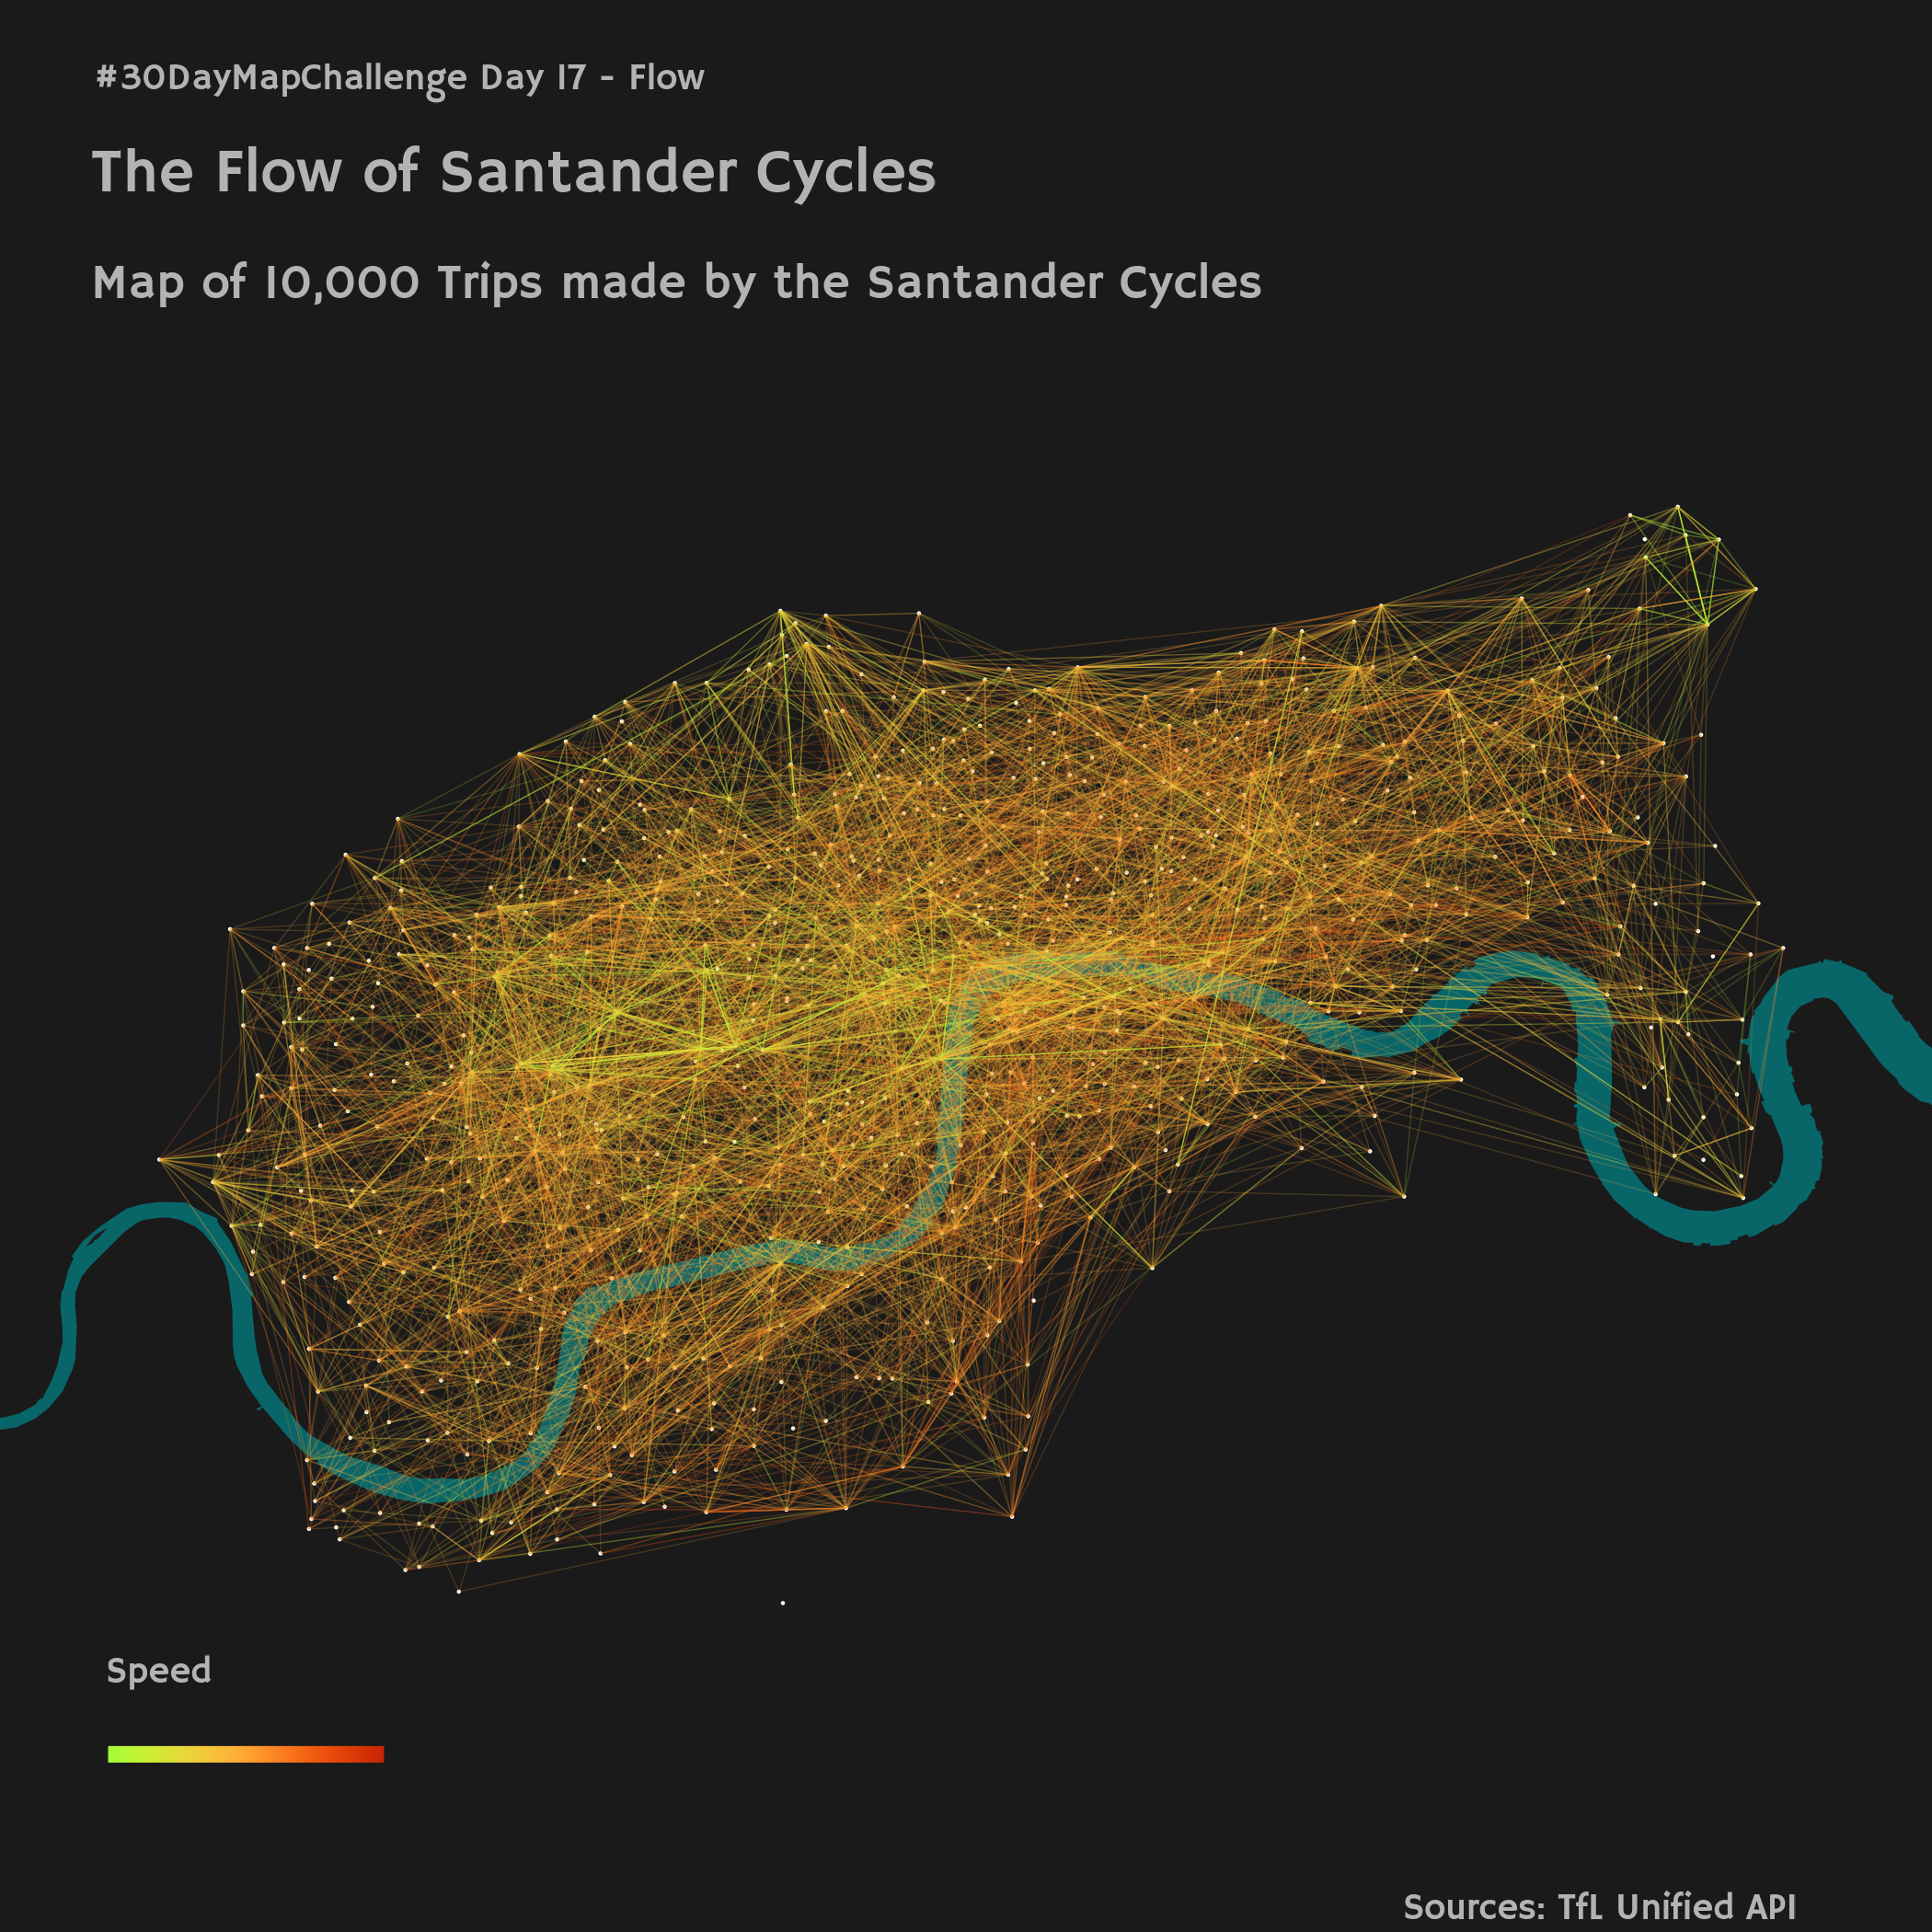 #30DayMapChallenge Day 17 - Flow
The Flow of Santander Cycles
Map of 10,000 Trips made by the Santander Cycles
Speed
Sources: TfL Unified API